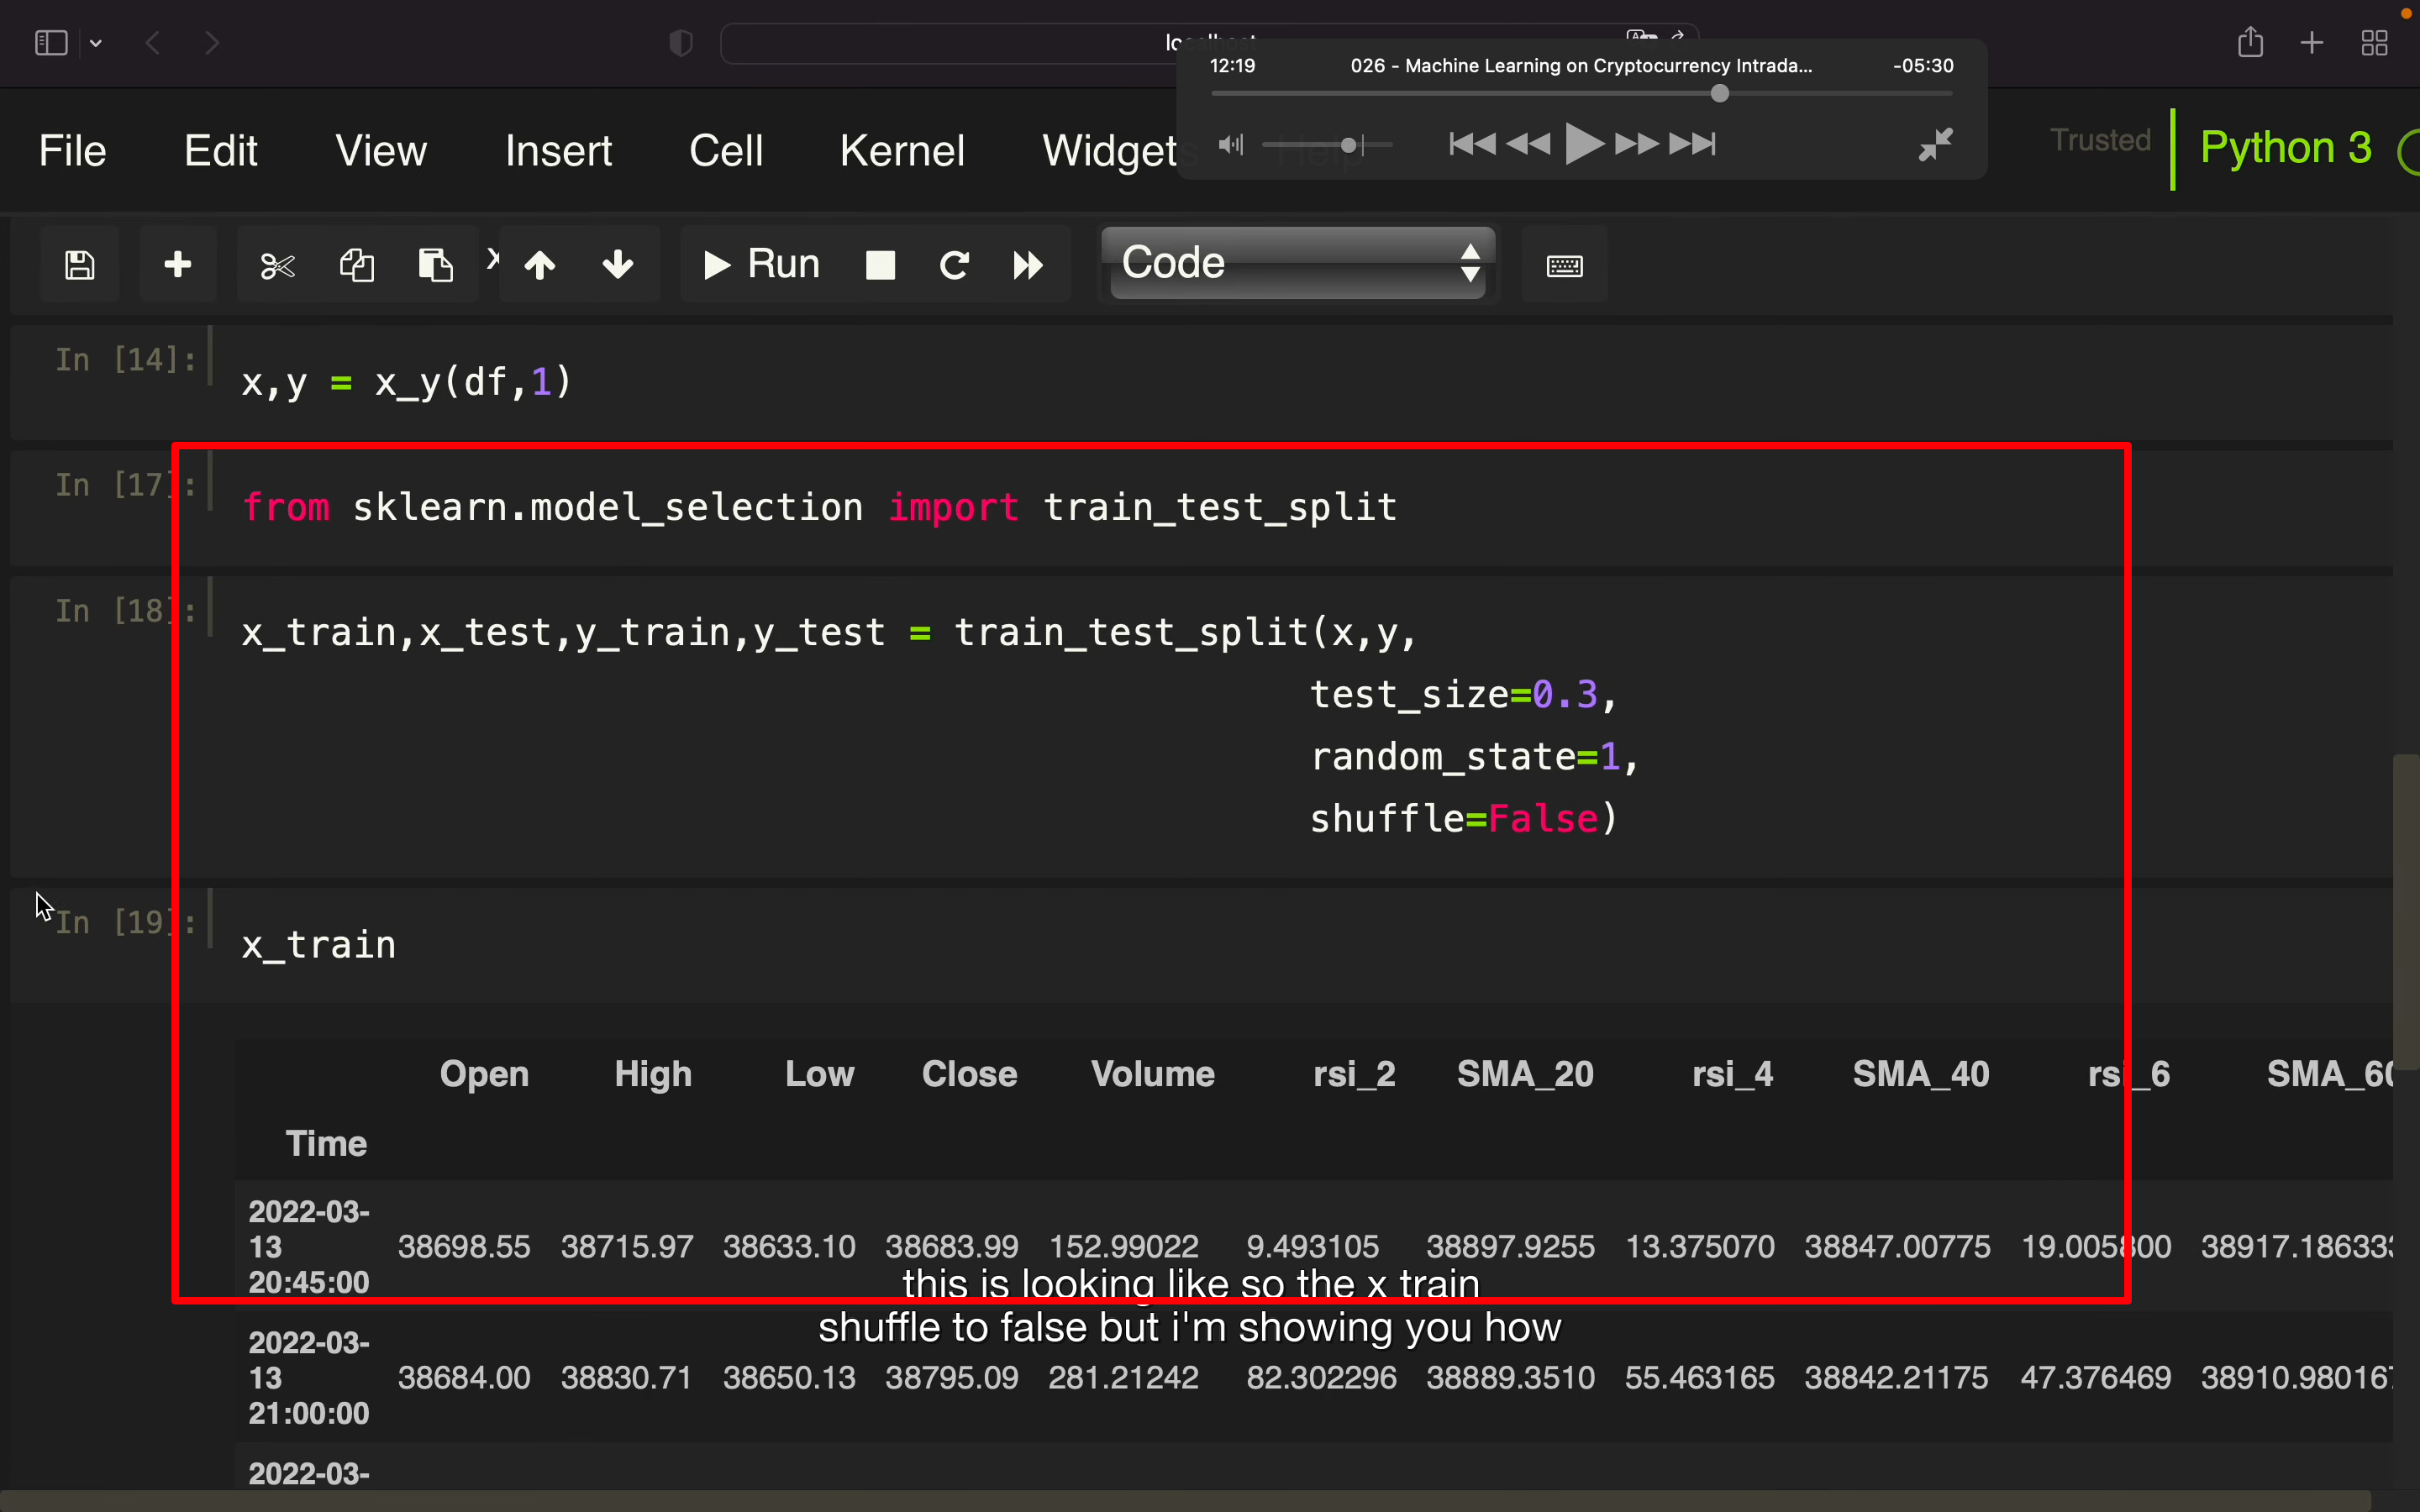 12:19 026 - Machine Learning on Cryptocurrency Intrada... -05:30
File Edit View Insert Cell Kernel Widgets Help Trusted Python 3
Run Code
In [14]: x,y = x_y(df,1)
In [17]: from sklearn.model_selection import train_test_split
In [18]: x_train,x_test,y_train,y_test = train_test_split(x,y,
test_size=0.3,
random_state=1,
shuffle=False)
In [19]: x_train
Open High Low Close Volume rsi_2 SMA_20 rsi_4 SMA_40 rsi_6 SMA_60
Time
2022-03-
13
20:45:00
38698.55 38715.97 38633.10 38683.99 152.99022 9.493105 38897.9255 13.375070 38847.00775 19.005800 38917.18633
this is looking like so the x train
shuffle to false but i'm showing you how
2022-03-
13
21:00:00
38684.00 38830.71 38650.13 38795.09 281.21242 82.302296 38889.3510 55.463165 38842.21175 47.376469 38910.98016
2022-03-